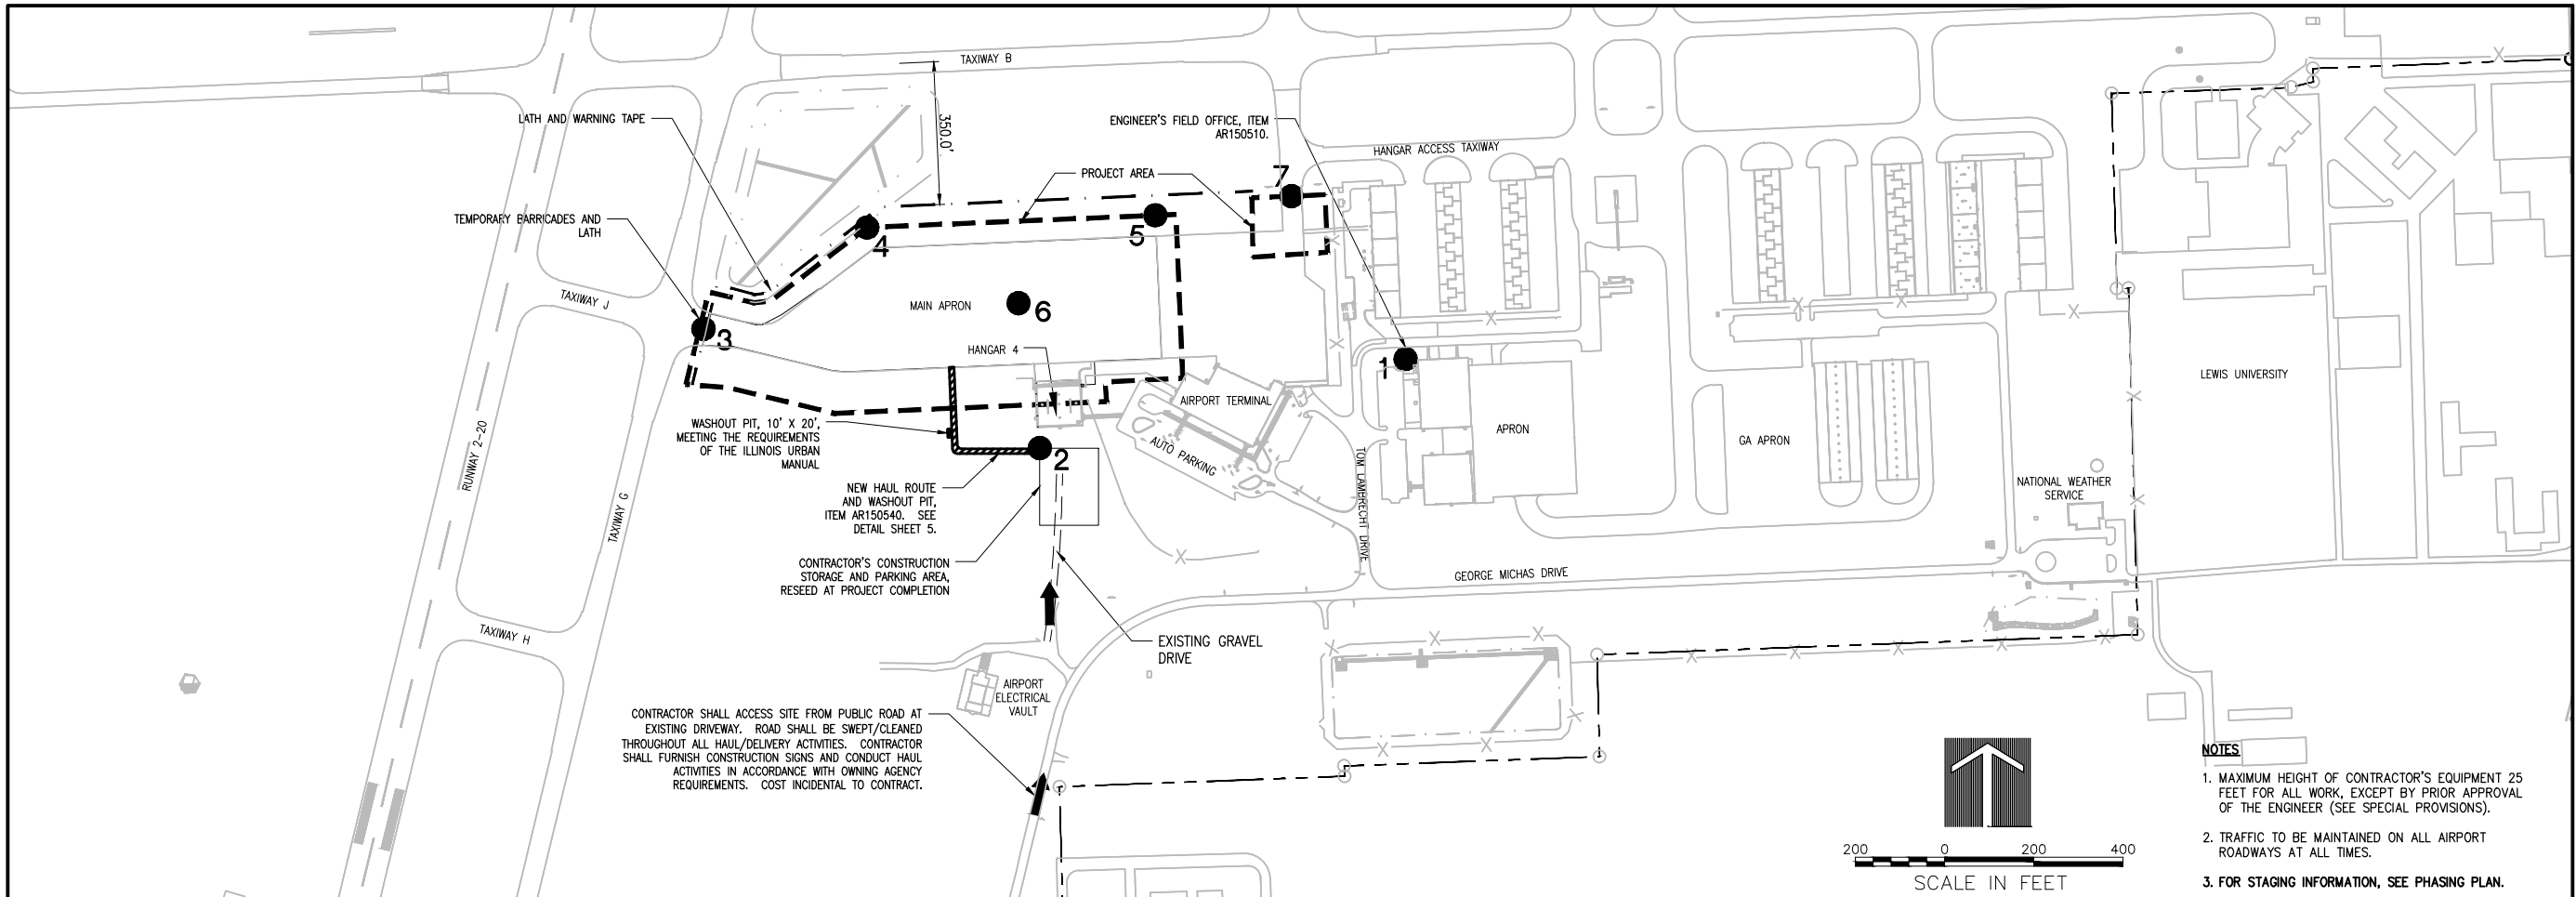 TAXIWAY B
LATH AND WARNING TAPE
350.0'
ENGINEER'S FIELD OFFICE, ITEM
AR150510.
HANGAR ACCESS TAXIWAY
PROJECT AREA
7
TEMPORARY BARRICADES AND
LATH
4
5
TAXIWAY J
MAIN APRON
6
3
HANGAR 4
1
LEWIS UNIVERSITY
AIRPORT TERMINAL
WASHOUT PIT, 10' X 20',
MEETING THE REQUIREMENTS
OF THE ILLINOIS URBAN
MANUAL
RUNWAY 2-20
AUTO PARKING
APRON
GA APRON
2
TOM LAMBRECHT DRIVE
NATIONAL WEATHER
SERVICE
NEW HAUL ROUTE
AND WASHOUT PIT,
ITEM AR150540. SEE
DETAIL SHEET 5.
TAXIWAY G
CONTRACTOR'S CONSTRUCTION
STORAGE AND PARKING AREA,
RESEED AT PROJECT COMPLETION
GEORGE MICHAS DRIVE
TAXIWAY H
EXISTING GRAVEL
DRIVE
AIRPORT
ELECTRICAL
VAULT
CONTRACTOR SHALL ACCESS SITE FROM PUBLIC ROAD AT
EXISTING DRIVEWAY. ROAD SHALL BE SWEPT/CLEANED
THROUGHOUT ALL HAUL/DELIVERY ACTIVITIES. CONTRACTOR
SHALL FURNISH CONSTRUCTION SIGNS AND CONDUCT HAUL
ACTIVITIES IN ACCORDANCE WITH OWNING AGENCY
REQUIREMENTS. COST INCIDENTAL TO CONTRACT.
NOTES
1. MAXIMUM HEIGHT OF CONTRACTOR'S EQUIPMENT 25
FEET FOR ALL WORK, EXCEPT BY PRIOR APPROVAL
OF THE ENGINEER (SEE SPECIAL PROVISIONS).
2. TRAFFIC TO BE MAINTAINED ON ALL AIRPORT
ROADWAYS AT ALL TIMES.
3. FOR STAGING INFORMATION, SEE PHASING PLAN.
200 0 200 400
SCALE IN FEET